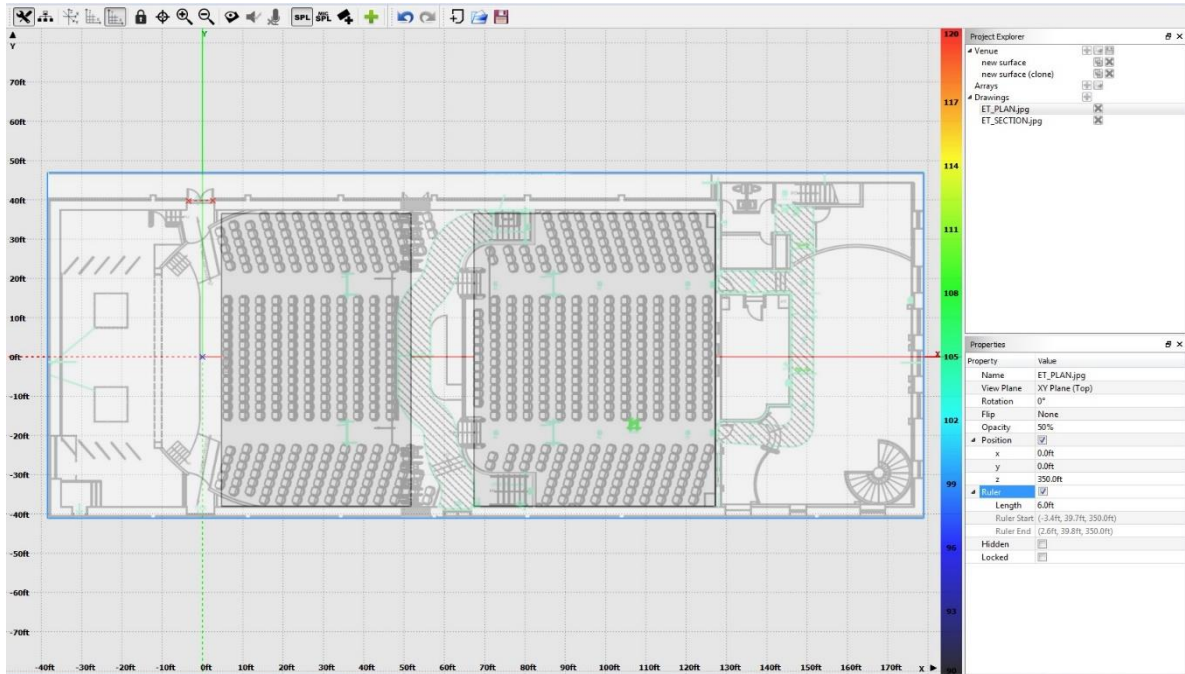 SPL MIC SPL
Y
Y
70ft
60ft
50ft
40ft
30ft
20ft
10ft
0ft
-10ft
-20ft
-30ft
-40ft
-50ft
-60ft
-70ft
-40ft -30ft -20ft -10ft 0ft 10ft 20ft 30ft 40ft 50ft 60ft 70ft 80ft 90ft 100ft 110ft 120ft 130ft 140ft 150ft 160ft 170ft X
X
120
117
114
111
108
105
102
99
96
93
90
Project Explorer
Venue
new surface
new surface (clone)
Arrays
Drawings
ET_PLAN.jpg
ET_SECTION.jpg
Properties
Property Value
Name ET_PLAN.jpg
View Plane XY Plane (Top)
Rotation 0°
Flip None
Opacity 50%
Position
x 0.0ft
y 0.0ft
z 350.0ft
Ruler
Length 6.0ft
Ruler Start (-3.4ft, 39.7ft, 350.0ft)
Ruler End (2.6ft, 39.8ft, 350.0ft)
Hidden
Locked